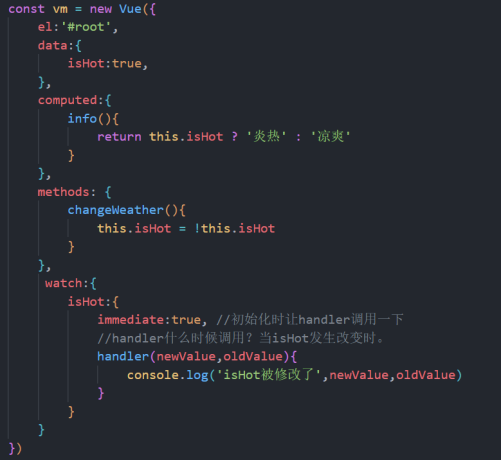 const vm = new Vue({
    el:'#root',
    data:{
        isHot:true,
    },
    computed:{
        info(){
            return this.isHot ? '炎热' : '凉爽'
        }
    },
    methods: {
        changeWeather(){
            this.isHot = !this.isHot
        }
    },
     watch:{
        isHot:{
            immediate:true, //初始化时让handler调用一下
            //handler什么时候调用？当isHot发生改变时。
            handler(newValue,oldValue){
                console.log('isHot被修改了',newValue,oldValue)
            }
        }
    }
})